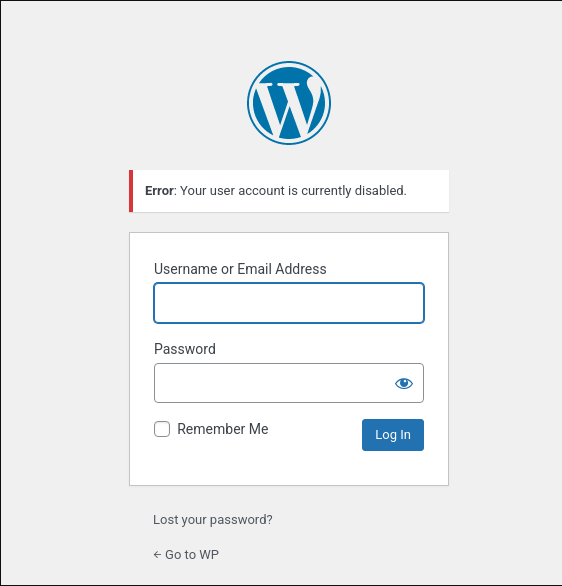 Error: Your user account is currently disabled.
Username or Email Address
Password
Remember Me
Log In
Lost your password?
← Go to WP